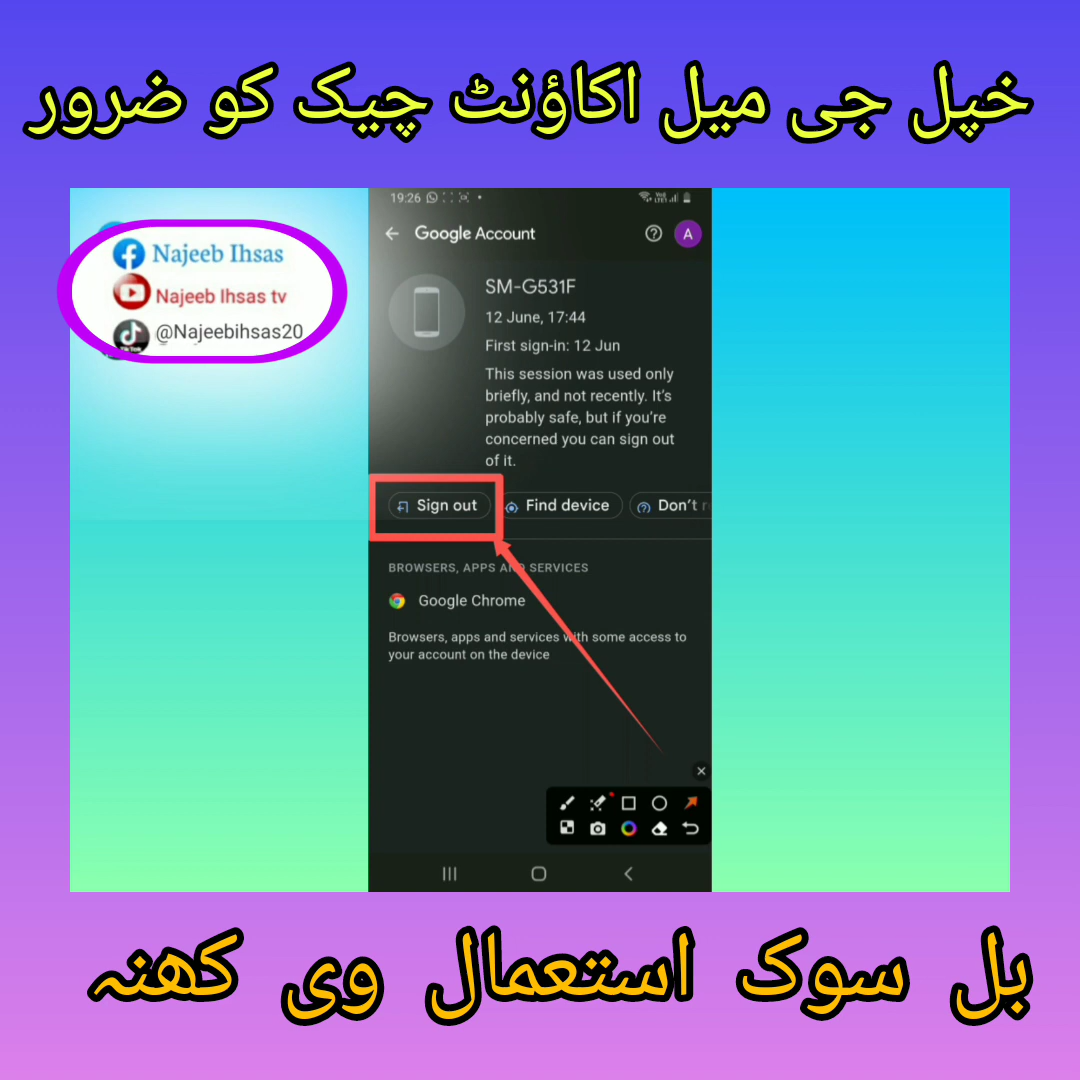 خپل جی میل اکاؤنٹ چیک کو ضرور
Najeeb Ihsas
Najeeb Ihsas tv
@Najeebihsas20
19:26
Google Account
A
SM-G531F
12 June, 17:44
First sign-in: 12 Jun
This session was used only
briefly, and not recently. It's
probably safe, but if you're
concerned you can sign out
of it.
Sign out
Find device
Don't r
BROWSERS, APPS AND SERVICES
Google Chrome
Browsers, apps and services with some access to
your account on the device
بل سوک استعمال وی کهنہ